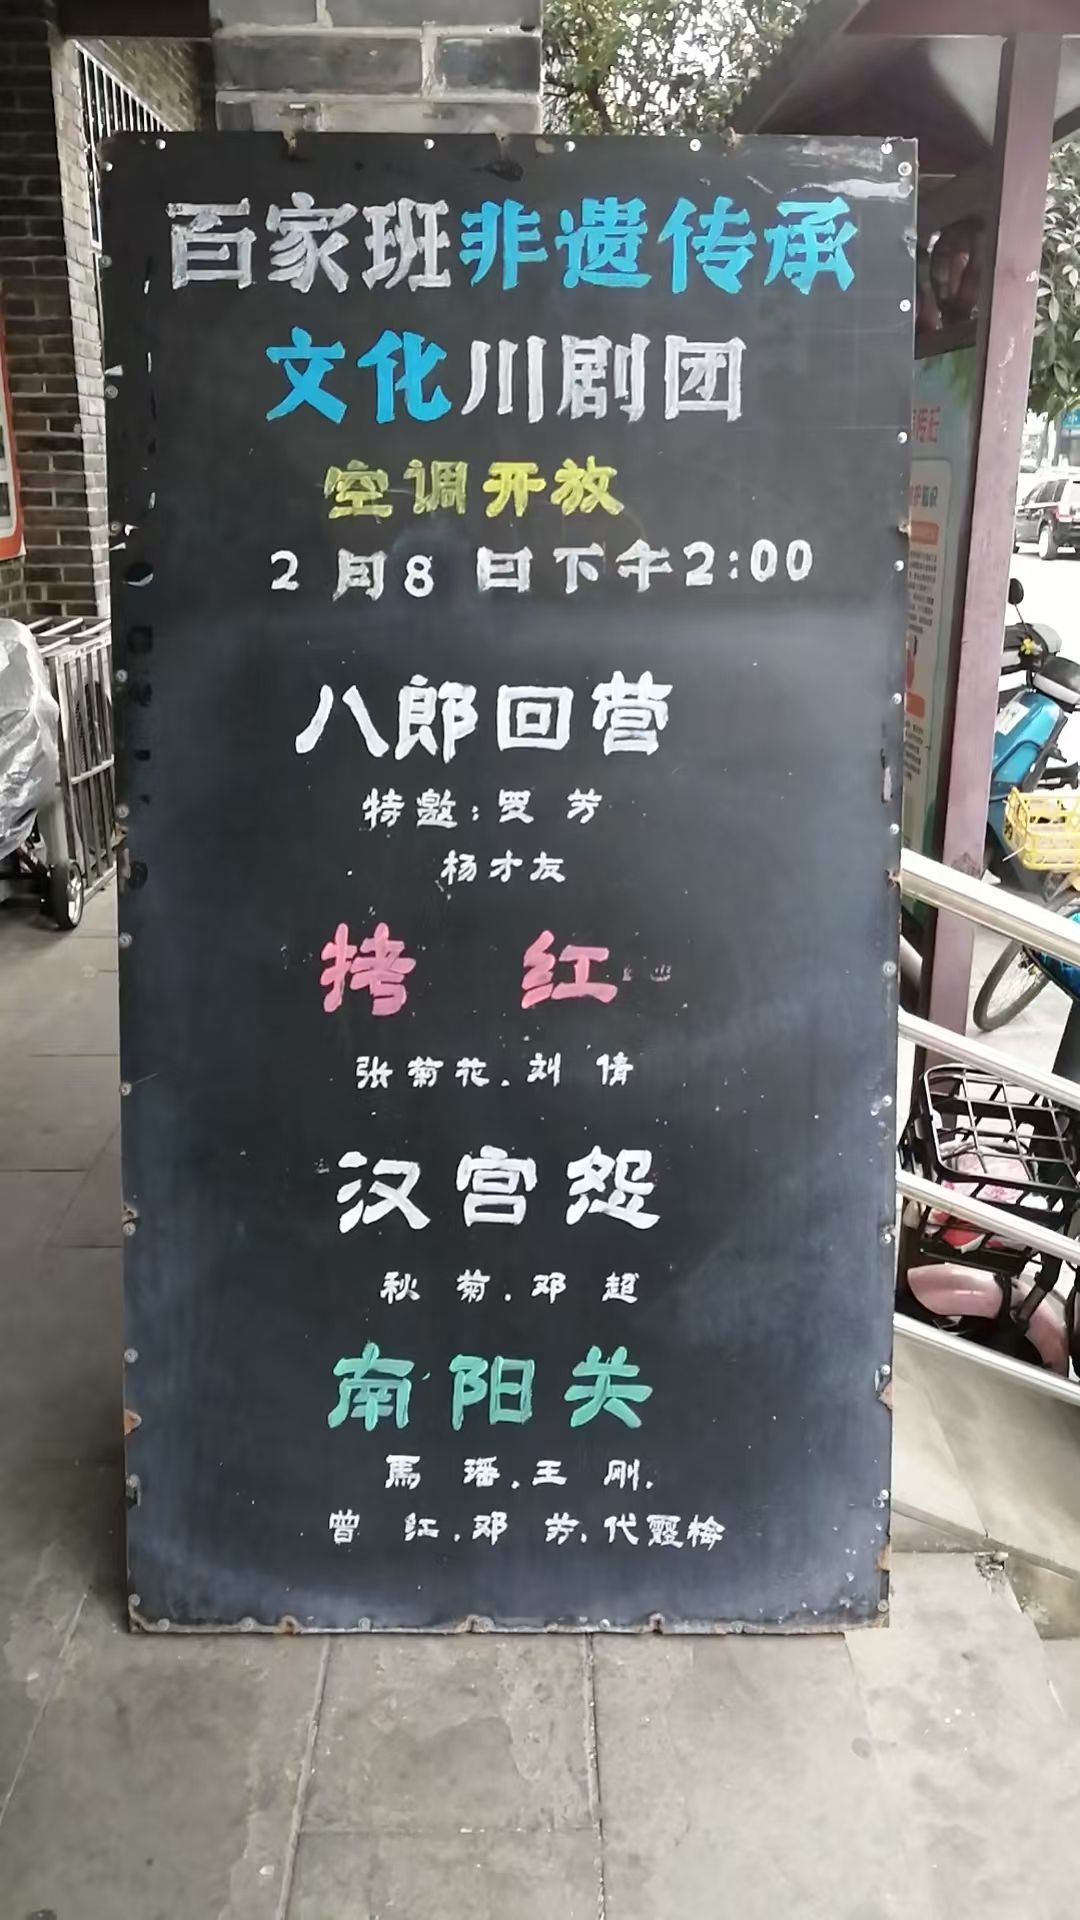 百家班非遗传承
文化川剧团
空调开放
2月8日下午2:00
八郎回营
特邀:罗 芳
杨才友
拷 红
张菊花.刘 倩
汉宫怨
秋 菊.邓 超
南阳关
馬 璠.王 刚.
曾 红.邓 芳.代霞梅